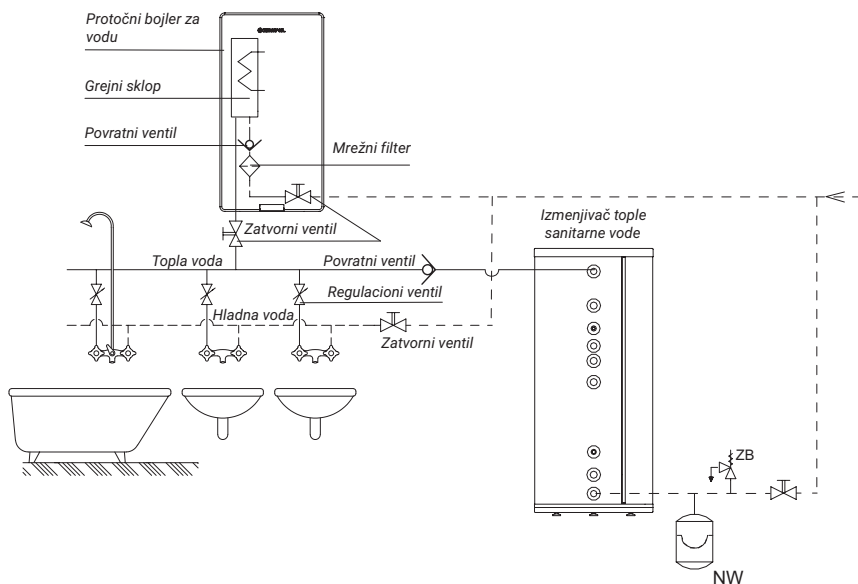 Protočni bojler za
vodu
Grejni sklop
Povratni ventil
Mrežni filter
Zatvorni ventil
Izmenjivač tople
sanitarne vode
Topla voda
Povratni ventil
Regulacioni ventil
Hladna voda
Zatvorni ventil
ZB
NW